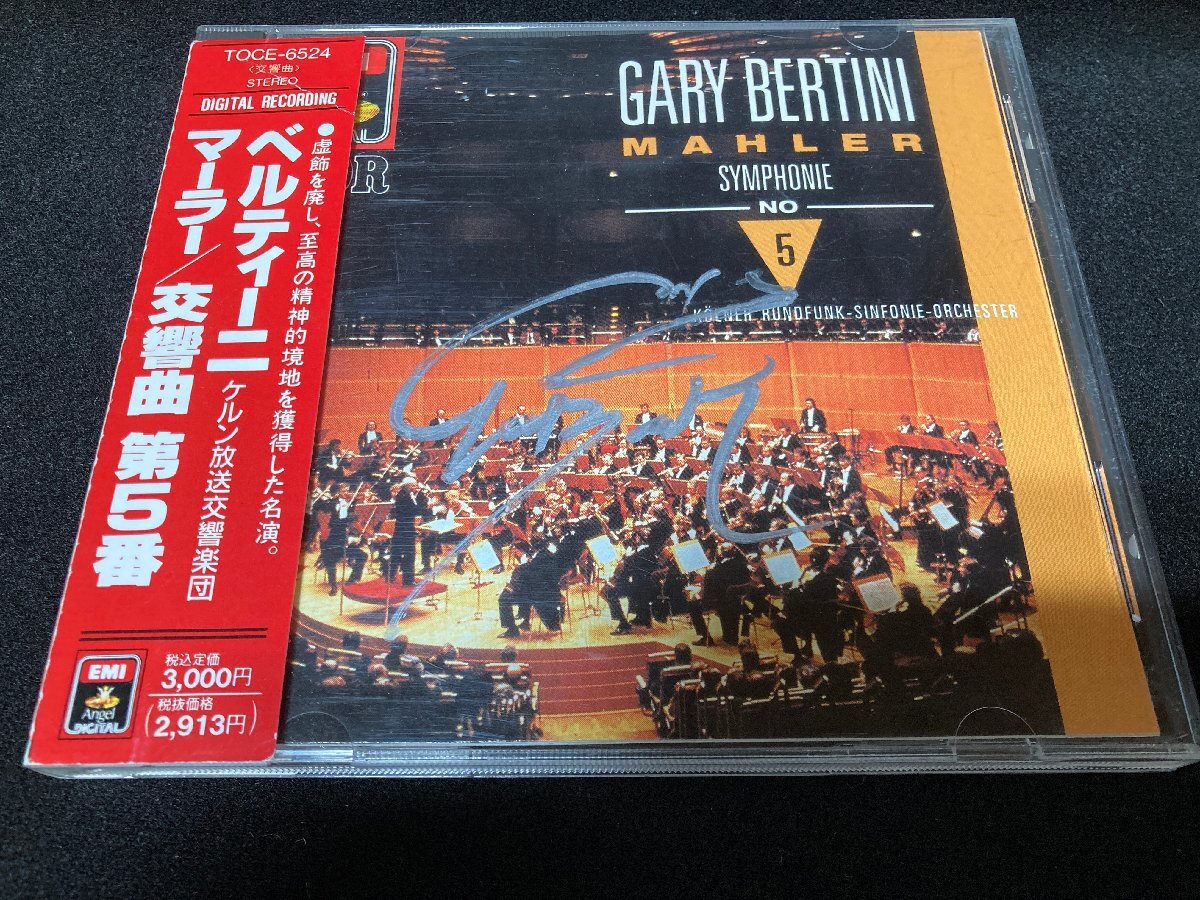 TOCE-6524
〈交響曲〉
STEREO
DIGITAL RECORDING
●虚飾を廃し、至高の精神的境地を獲得した名演。
ベルティーニ
ケルン放送交響楽団
マーラー/交響曲 第5番
EMI
Angel
DIGITAL
税込定価
3,000円
(税抜価格
2,913円)
GARY BERTINI
MAHLER
SYMPHONIE
NO
5
KÖLNER RUNDFUNK-SINFONIE-ORCHESTER